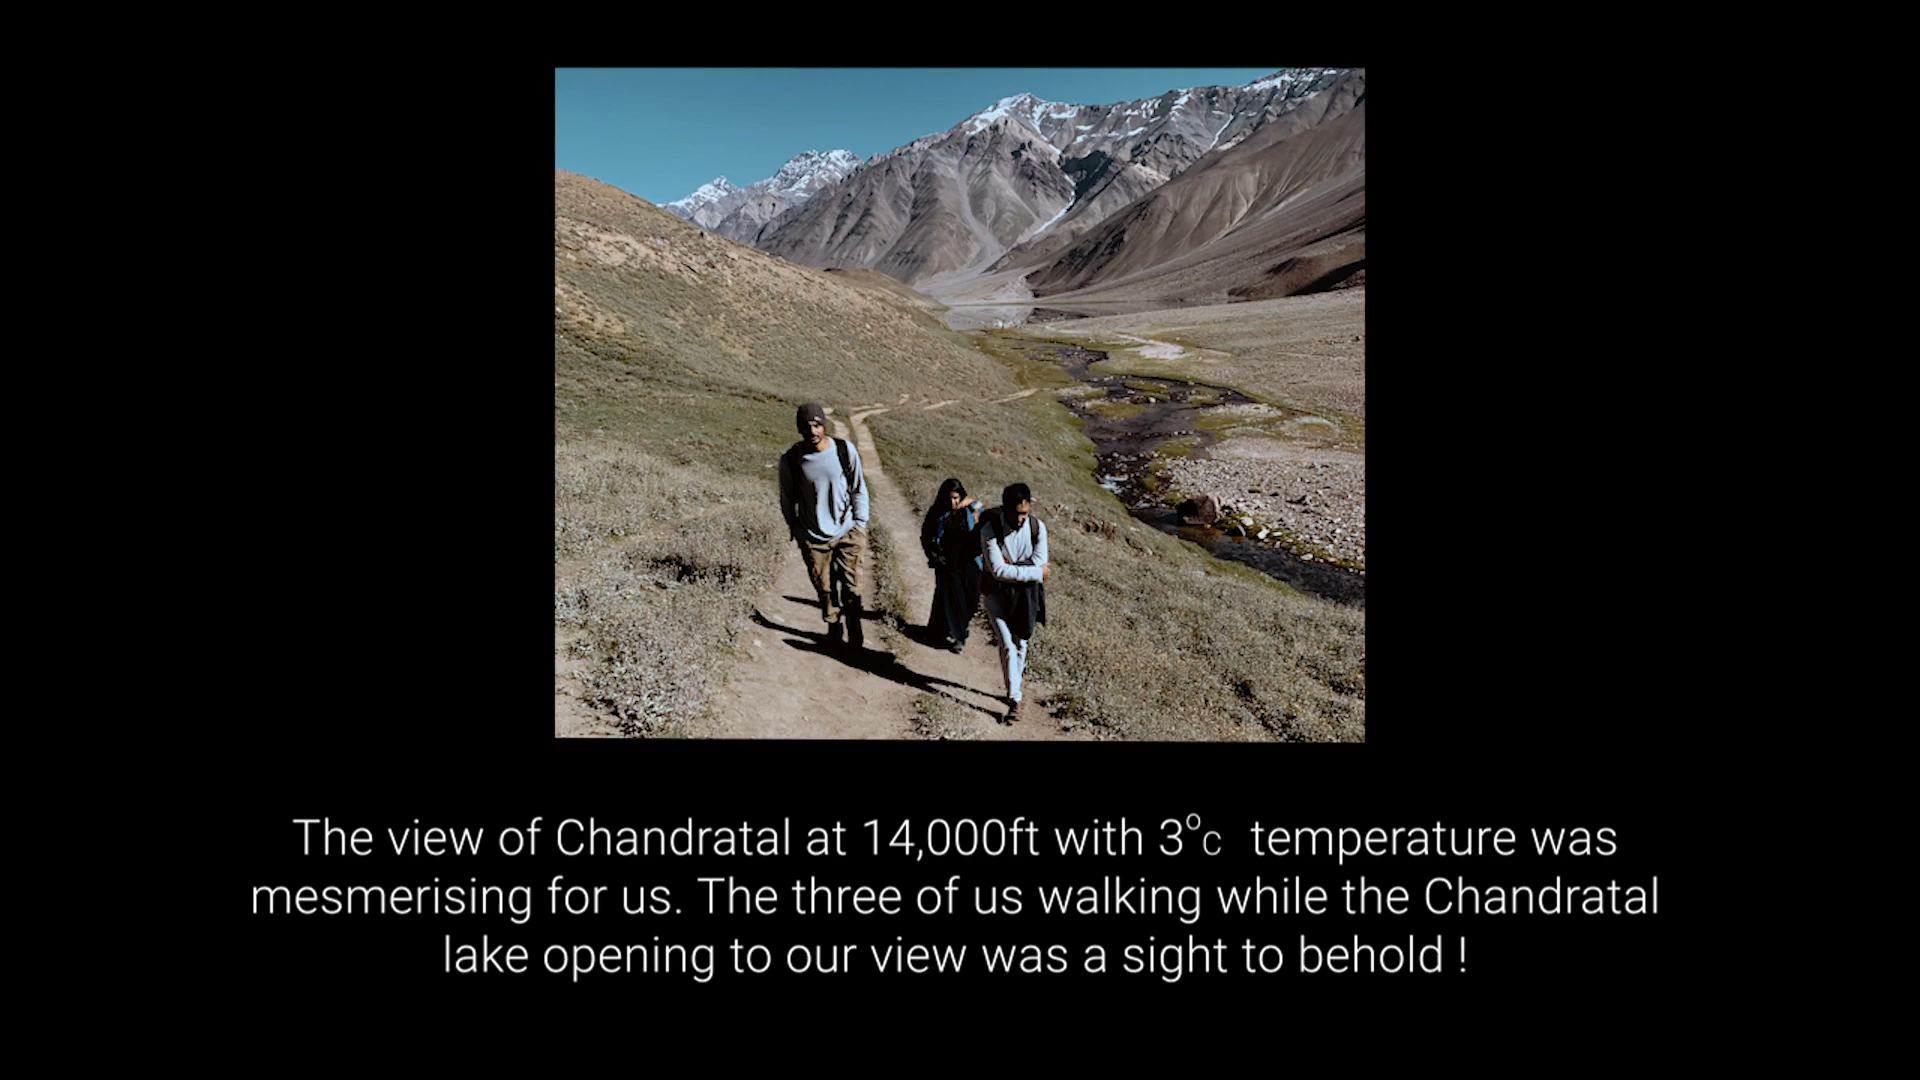 The view of Chandratal at 14,000ft with 3°c temperature was
mesmerising for us. The three of us walking while the Chandratal
lake opening to our view was a sight to behold !